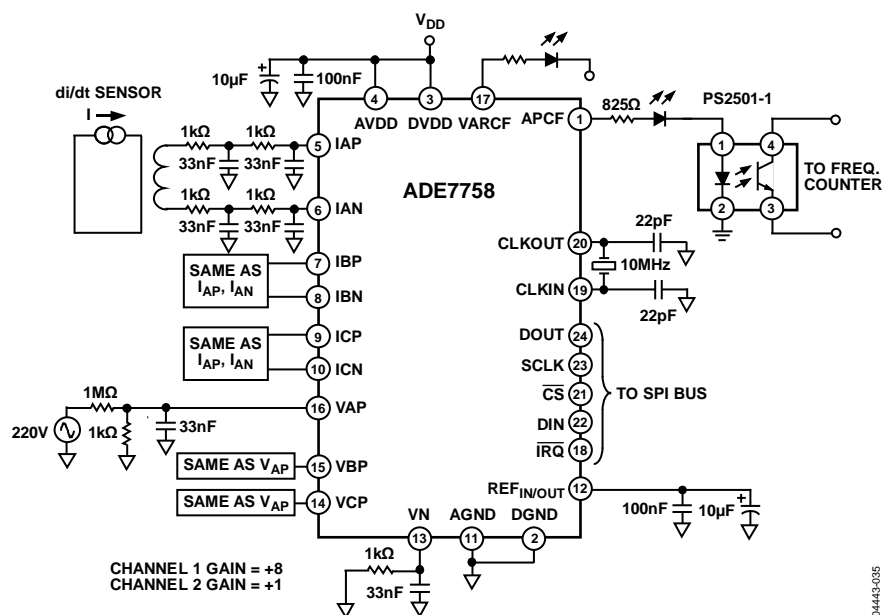 VDD
10µF
+
100nF
4
3
17
AVDD
DVDD
VARCF
APCF
1
825Ω
PS2501-1
1
4
2
3
TO FREQ.
COUNTER
di/dt SENSOR
I
1kΩ
1kΩ
33nF
33nF
5
IAP
1kΩ
1kΩ
33nF
33nF
6
IAN
ADE7758
SAME AS
IAP, IAN
7
IBP
8
IBN
SAME AS
IAP, IAN
9
ICP
10
ICN
1MΩ
220V
1kΩ
33nF
16
VAP
SAME AS VAP
15
VBP
SAME AS VAP
14
VCP
CLKOUT
20
22pF
10MHz
CLKIN
19
22pF
DOUT
24
SCLK
23
CS
21
DIN
22
IRQ
18
TO SPI BUS
REFIN/OUT
12
100nF
10µF
+
VN
AGND
DGND
13
11
2
1kΩ
33nF
CHANNEL 1 GAIN = +8
CHANNEL 2 GAIN = +1
04443-035